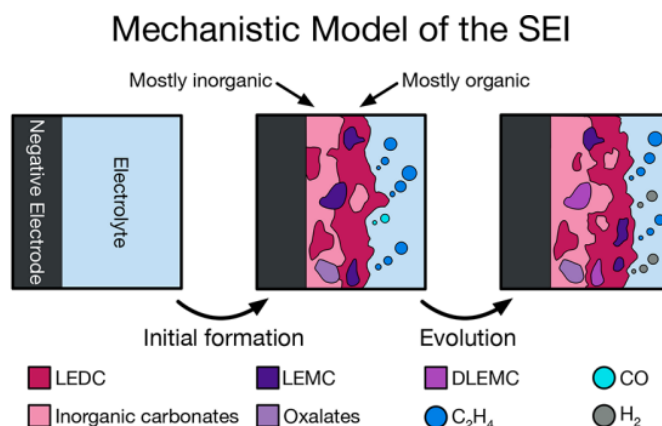 Mechanistic Model of the SEI
Mostly inorganic
Mostly organic
Negative Electrode
Electrolyte
Initial formation
Evolution
LEDC
LEMC
DLEMC
CO
Inorganic carbonates
Oxalates
C₂H₄
H₂